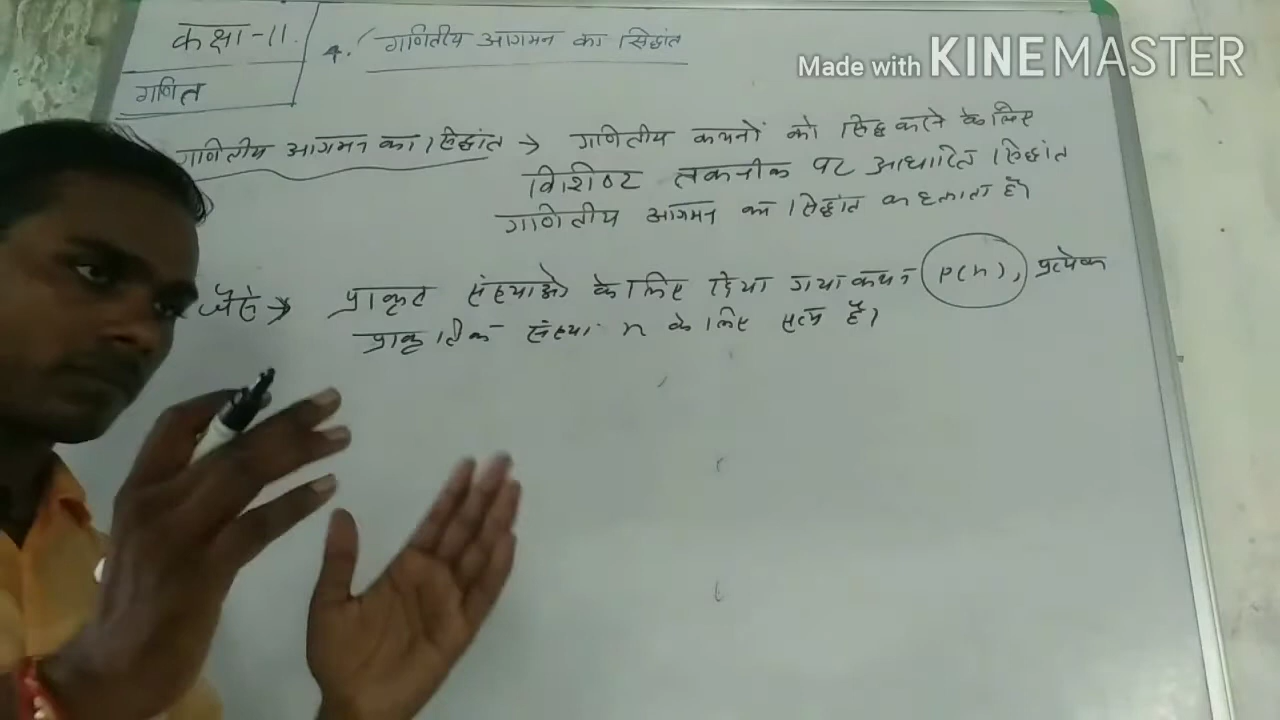 कक्षा-11.
गणित
4. गणितीय आगमन का सिद्धांत
Made with KINEMASTER
गणितीय आगमन का सिद्धांत → गणितीय कथनों को सिद्ध करने के लिए
विशिष्ट तकनीक पर आधारित सिद्धांत
गणितीय आगमन का सिद्धांत कहलाता है।
जैसे → प्राकृत संख्याओं के लिए दिया गया कथन P(n), प्रत्येक
प्राकृतिक संख्या n के लिए सत्य है।